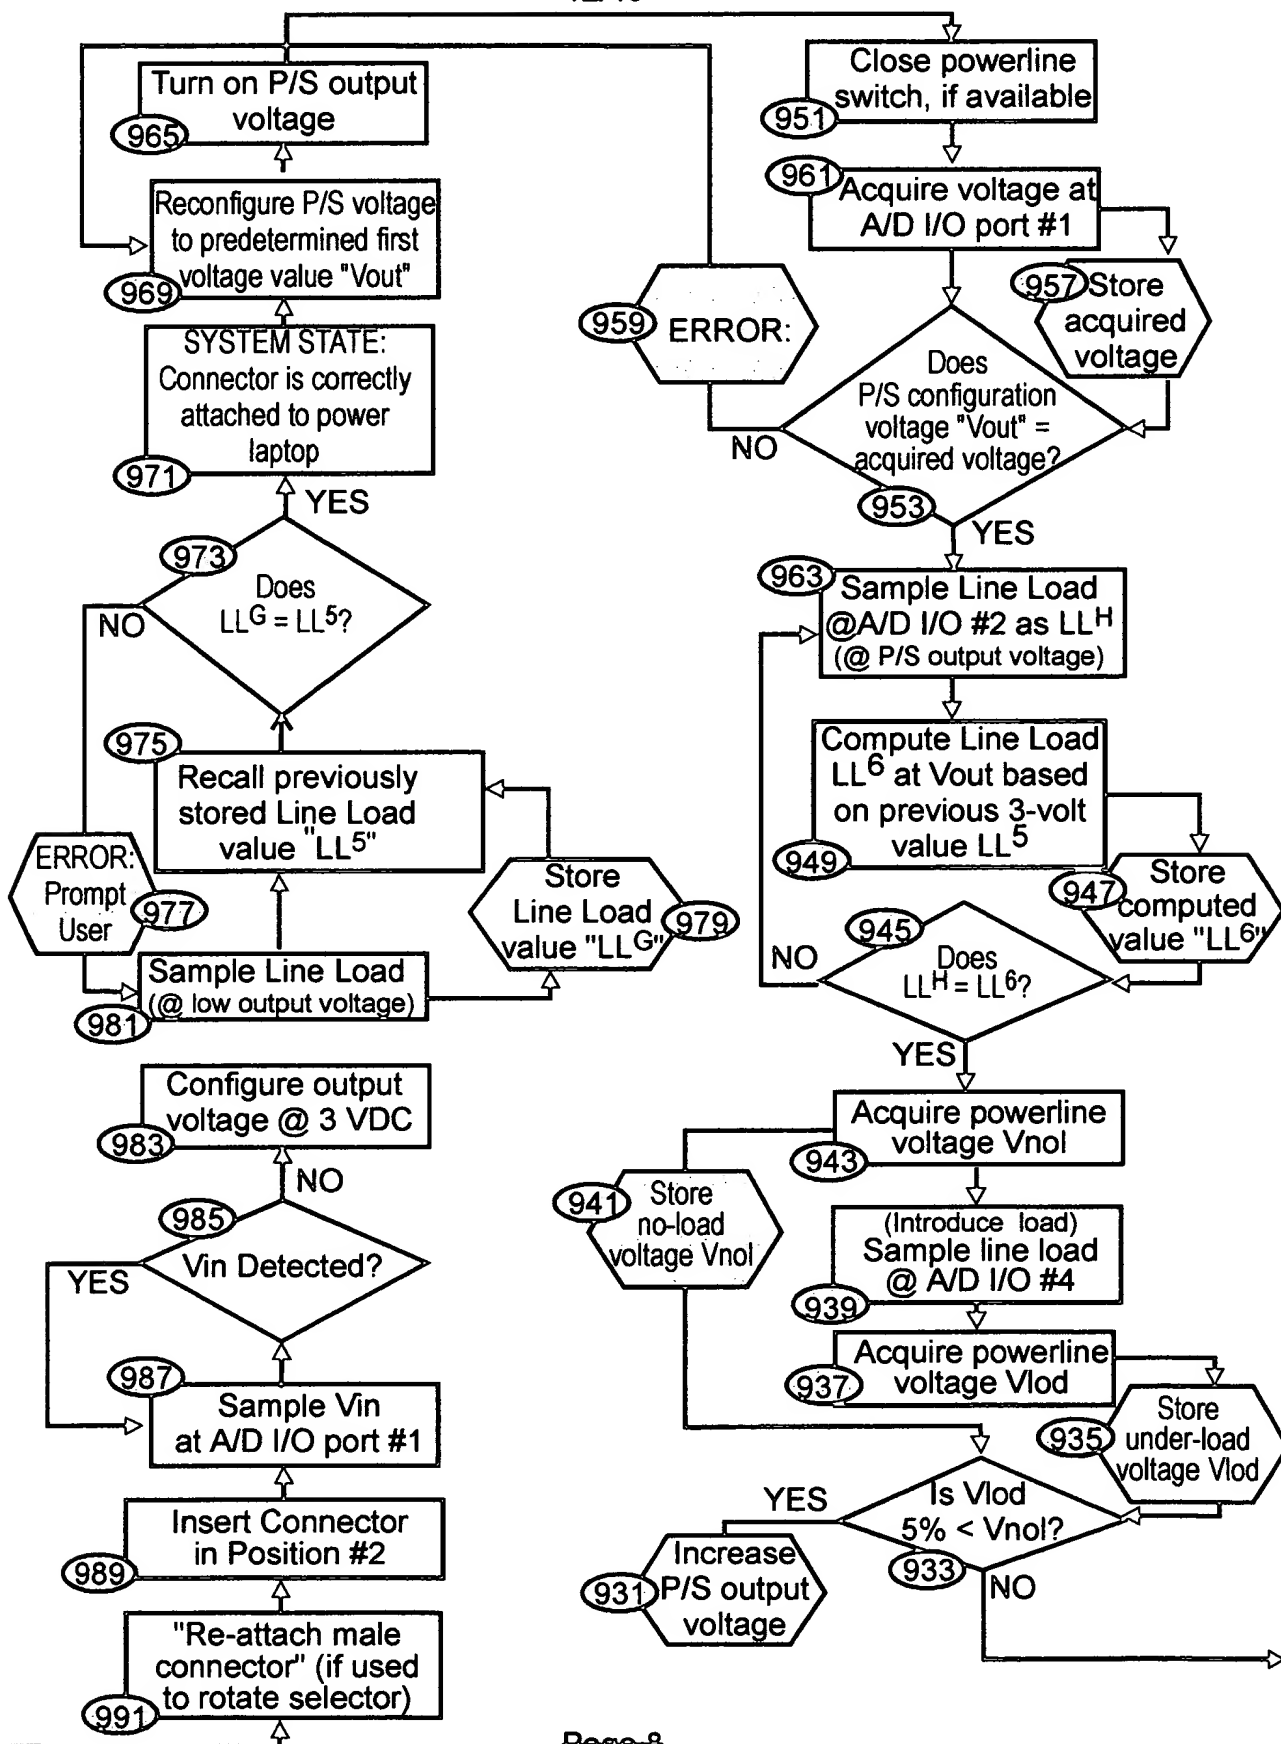 Turn on P/S output
voltage
965
Reconfigure P/S voltage
to predetermined first
voltage value "Vout"
969
SYSTEM STATE:
Connector is correctly
attached to power
laptop
971
YES
973
Does
LLG = LL5?
NO
975
Recall previously
stored Line Load
value "LL5"
ERROR:
Prompt
User
977
Store
Line Load
value "LLG"
979
Sample Line Load
(@ low output voltage)
981
Configure output
voltage @ 3 VDC
983
NO
985
Vin Detected?
YES
987
Sample Vin
at A/D I/O port #1
Insert Connector
in Position #2
989
"Re-attach male
connector" (if used
to rotate selector)
991
Close powerline
switch, if available
951
961
Acquire voltage at
A/D I/O port #1
957
Store
acquired
voltage
959
ERROR:
Does
P/S configuration
voltage "Vout" =
acquired voltage?
NO
953
YES
963
Sample Line Load
@A/D I/O #2 as LLH
(@ P/S output voltage)
Compute Line Load
LL6 at Vout based
on previous 3-volt
value LL5
949
947
Store
computed
value "LL6"
945
NO
Does
LLH = LL6?
YES
Acquire powerline
voltage Vnol
943
941
Store
no-load
voltage Vnol
(Introduce load)
Sample line load
@ A/D I/O #4
939
Acquire powerline
voltage Vlod
937
935
Store
under-load
voltage Vlod
YES
Is Vlod
5% < Vnol?
933
NO
931
Increase
P/S output
voltage
Page 8